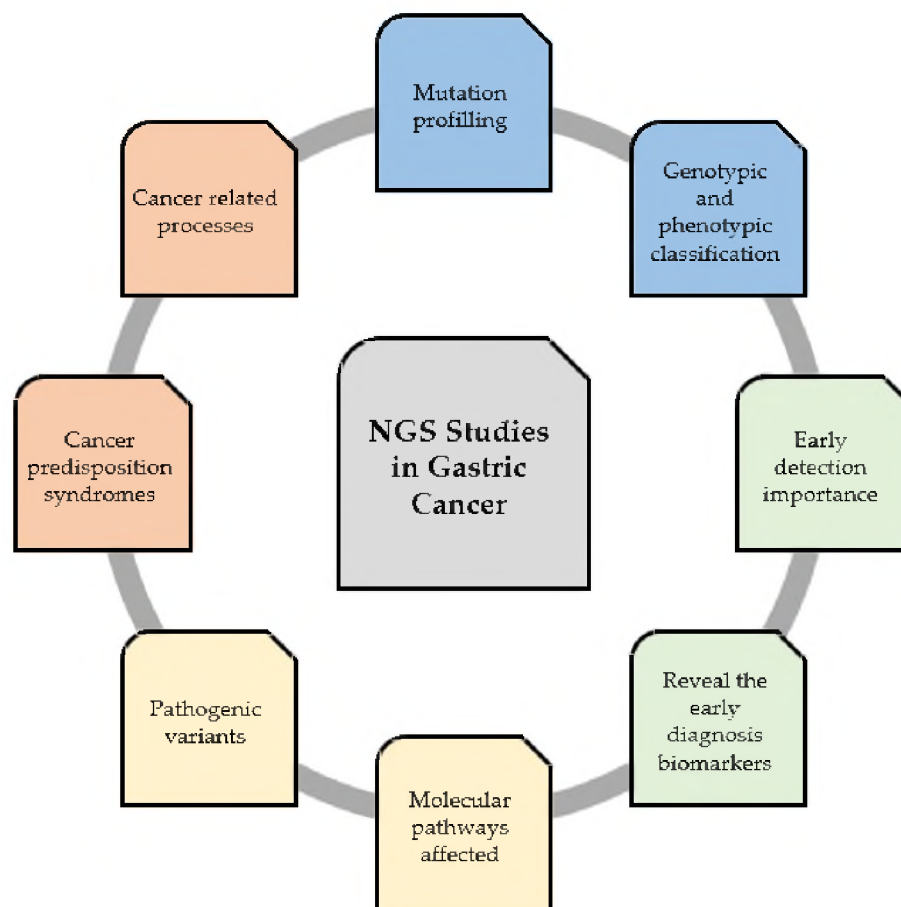 Mutation
profilling
Genotypic
and
phenotypic
classification
Early
detection
importance
Reveal the
early
diagnosis
biomarkers
Molecular
pathways
affected
Pathogenic
variants
Cancer
predisposition
syndromes
Cancer related
processes
NGS Studies
in Gastric
Cancer